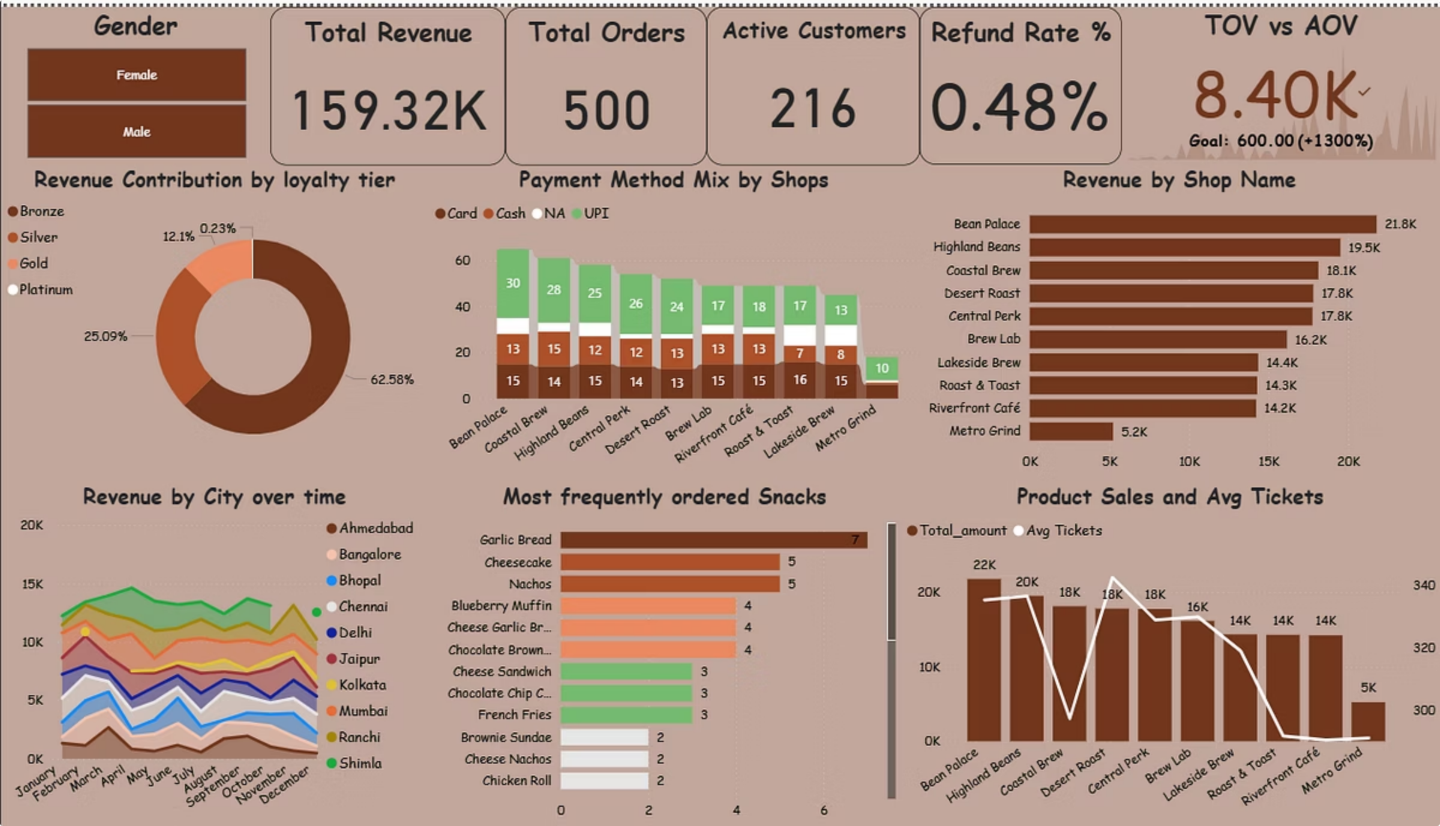 Gender
Female
Male
Total Revenue
159.32K
Total Orders
500
Active Customers
216
Refund Rate %
0.48%
TOV vs AOV
8.40K
Goal: 600.00 (+1300%)
Revenue Contribution by loyalty tier
Bronze
Silver
Gold
Platinum
0.23%
12.1%
25.09%
62.58%
Payment Method Mix by Shops
Card Cash NA UPI
60
40
20
0
30 28 25 26 24 17 18 17 13 10
13 15 12 12 13 13 13 7 8
15 14 15 14 13 15 15 16 15
Bean Palace
Coastal Brew
Highland Beans
Central Perk
Desert Roast
Brew Lab
Riverfront Café
Roast & Toast
Lakeside Brew
Metro Grind
Revenue by Shop Name
Bean Palace 21.8K
Highland Beans 19.5K
Coastal Brew 18.1K
Desert Roast 17.8K
Central Perk 17.8K
Brew Lab 16.2K
Lakeside Brew 14.4K
Roast & Toast 14.3K
Riverfront Café 14.2K
Metro Grind 5.2K
0K 5K 10K 15K 20K
Revenue by City over time
20K
15K
10K
5K
0K
January
February
March
April
May
June
July
August
September
October
November
December
Ahmedabad
Bangalore
Bhopal
Chennai
Delhi
Jaipur
Kolkata
Mumbai
Ranchi
Shimla
Most frequently ordered Snacks
Garlic Bread 7
Cheesecake 5
Nachos 5
Blueberry Muffin 4
Cheese Garlic Br... 4
Chocolate Brown... 4
Cheese Sandwich 3
Chocolate Chip C... 3
French Fries 3
Brownie Sundae 2
Cheese Nachos 2
Chicken Roll 2
0 2 4 6
Product Sales and Avg Tickets
Total_amount Avg Tickets
20K
10K
0K
22K 20K 18K 18K 18K 16K 14K 14K 14K 5K
340
320
300
Bean Palace
Highland Beans
Coastal Brew
Desert Roast
Central Perk
Brew Lab
Lakeside Brew
Roast & Toast
Riverfront Café
Metro Grind